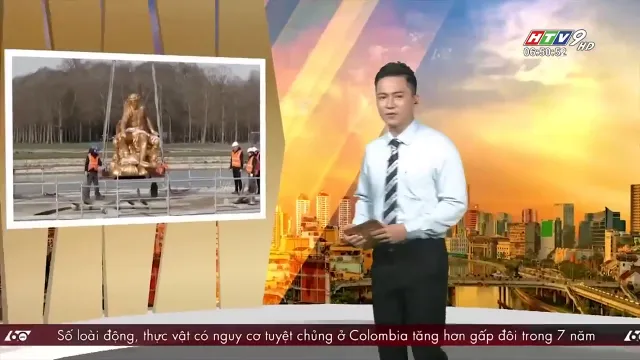 HTV9 HD
06:50:52
60
Số loài động, thực vật có nguy cơ tuyệt chủng ở Colombia tăng hơn gấp đôi trong 7 năm